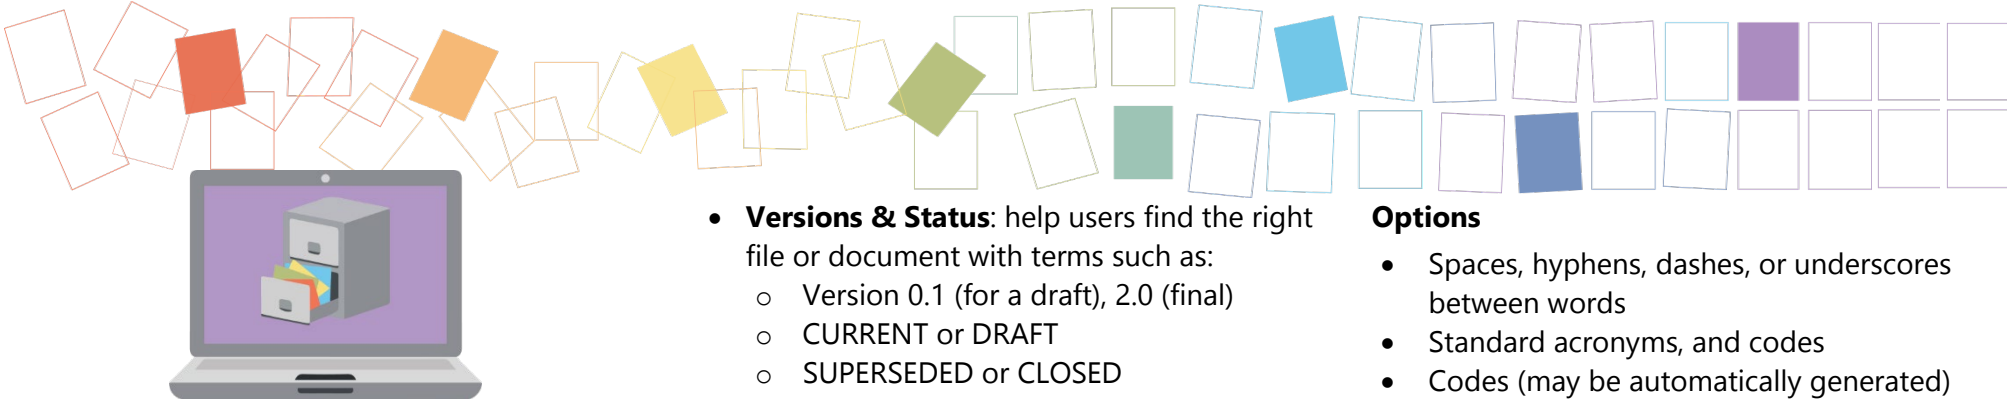 • Versions & Status: help users find the right
file or document with terms such as:
o Version 0.1 (for a draft), 2.0 (final)
o CURRENT or DRAFT
o SUPERSEDED or CLOSED
Options
• Spaces, hyphens, dashes, or underscores
between words
• Standard acronyms, and codes
• Codes (may be automatically generated)